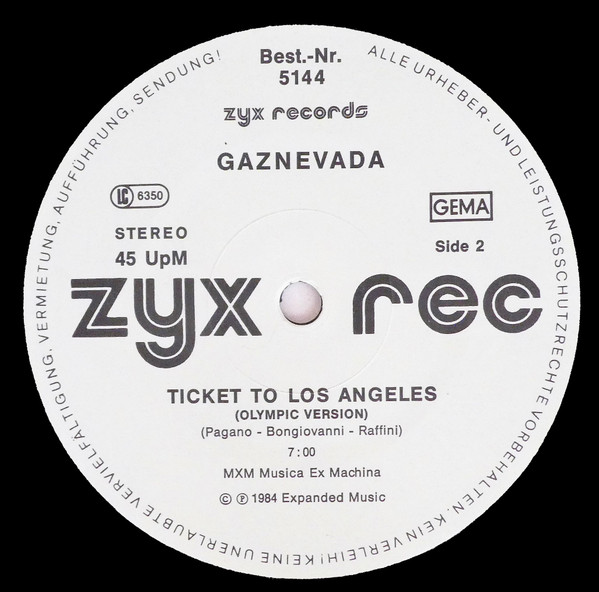 Best.-Nr.
5144
zyx records
GAZNEVADA
LC 6350
GEMA
STEREO
Side 2
45 UpM
zyx rec
TICKET TO LOS ANGELES
(OLYMPIC VERSION)
(Pagano - Bongiovanni - Raffini)
7:00
MXM Musica Ex Machina
© ℗ 1984 Expanded Music
ALLE URHEBER- UND LEISTUNGSSCHUTZRECHTE VORBEHALTEN. KEIN VERLEIH! KEINE UNERLAUBTE VERVIELFÄLTIGUNG, VERMIETUNG, AUFFÜHRUNG, SENDUNG!